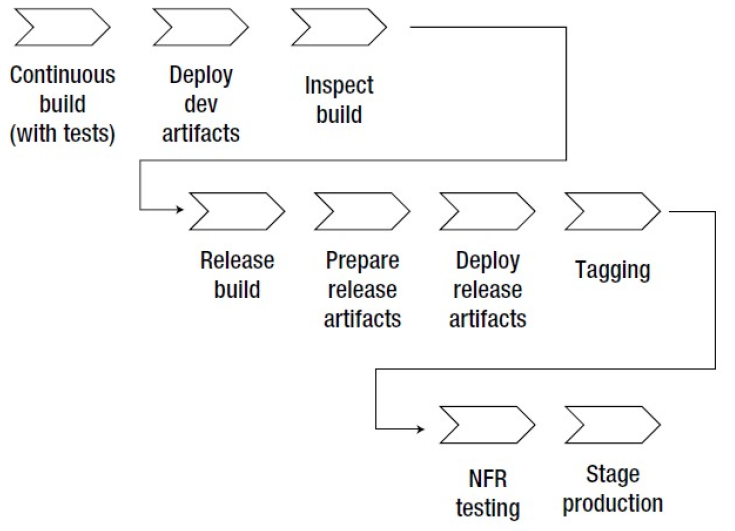 Continuous
build
(with tests)
Deploy
dev
artifacts
Inspect
build
Release
build
Prepare
release
artifacts
Deploy
release
artifacts
Tagging
NFR
testing
Stage
production